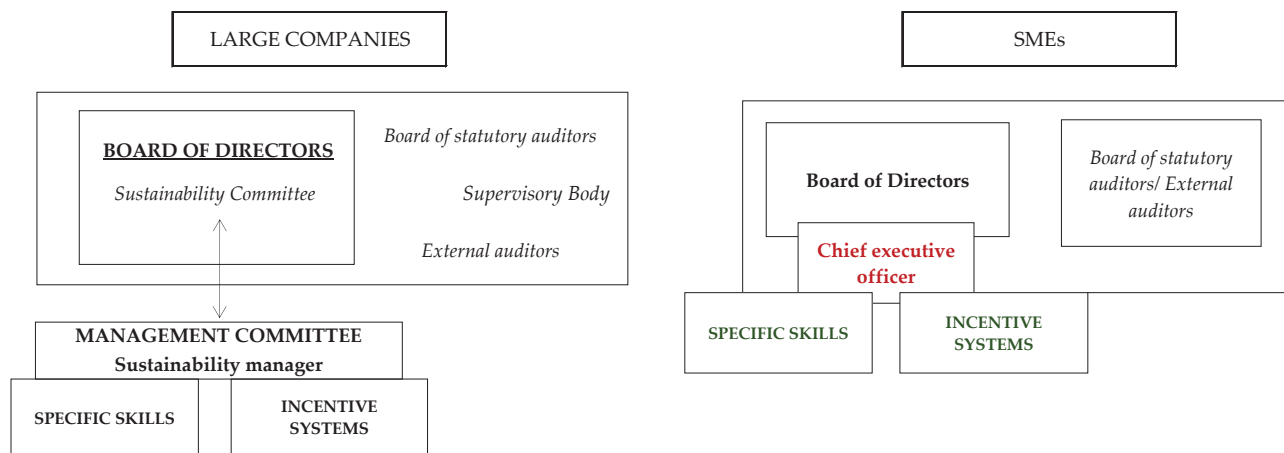 LARGE COMPANIES
BOARD OF DIRECTORS
Sustainability Committee
Board of statutory auditors
Supervisory Body
External auditors
MANAGEMENT COMMITTEE
Sustainability manager
SPECIFIC SKILLS
INCENTIVE
SYSTEMS
SMEs
Board of Directors
Chief executive
officer
Board of statutory
auditors/ External
auditors
SPECIFIC SKILLS
INCENTIVE
SYSTEMS